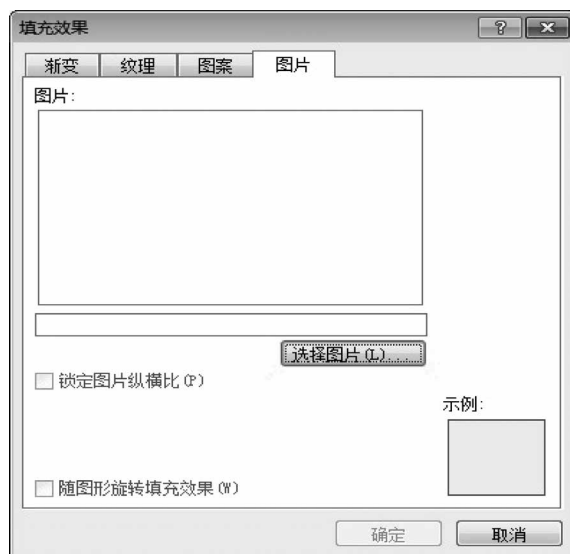 填充效果
渐变 纹理 图案 图片
图片:
选择图片(L)...
锁定图片纵横比(P)
示例:
随图形旋转填充效果(W)
确定 取消